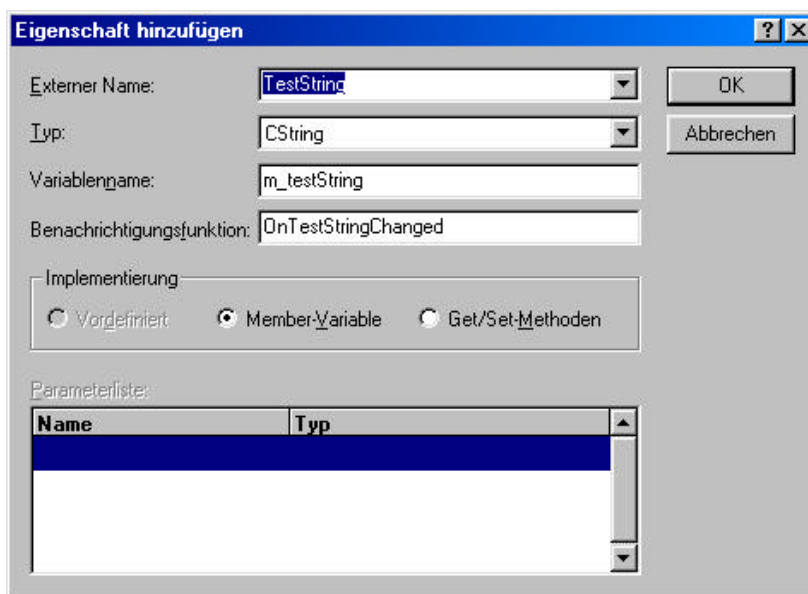 Eigenschaft hinzufügen
Externer Name: TestString OK
Typ: CString Abbrechen
Variablenname: m_testString
Benachrichtigungsfunktion: OnTestStringChanged
Implementierung
Vordefiniert Member-Variable Get/Set-Methoden
Parameterliste:
Name Typ